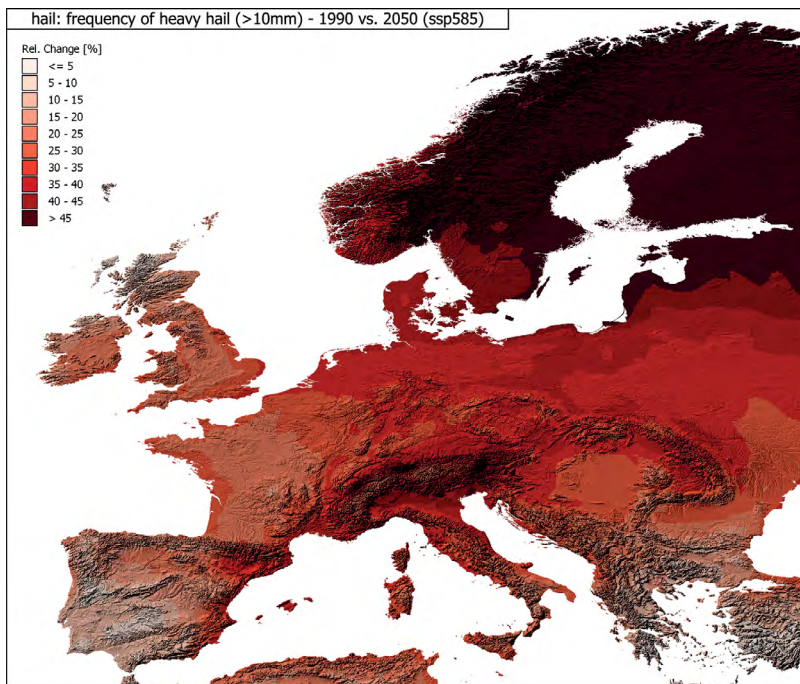 hail: frequency of heavy hail (>10mm) - 1990 vs. 2050 (ssp585)
Rel. Change [%]
<= 5
5 - 10
10 - 15
15 - 20
20 - 25
25 - 30
30 - 35
35 - 40
40 - 45
> 45